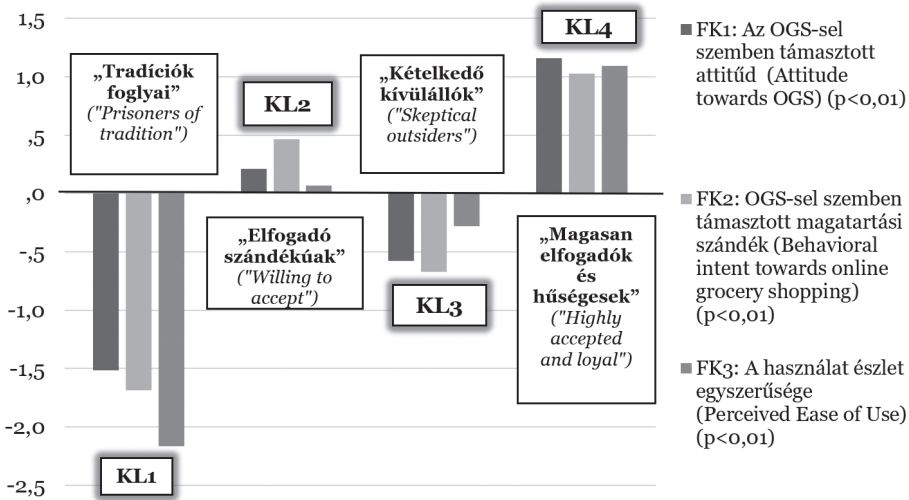 1,5
1,0
,5
,0
-,5
-1,0
-1,5
-2,0
-2,5
„Tradíciók
foglyai”
("Prisoners of
tradition")
KL1
KL2
„Elfogadó
szándékúak”
("Willing to
accept")
„Kételkedő
kívülállók”
("Skeptical
outsiders")
KL3
KL4
„Magasan
elfogadók
és
hűségesek”
("Highly
accepted
and loyal")
FK1: Az OGS-sel
szemben támasztott
attitűd (Attitude
towards OGS) (p<0,01)
FK2: OGS-sel szemben
támasztott magatartási
szándék (Behavioral
intent towards online
grocery shopping)
(p<0,01)
FK3: A használat észlet
egyszerűsége
(Perceived Ease of Use)
(p<0,01)